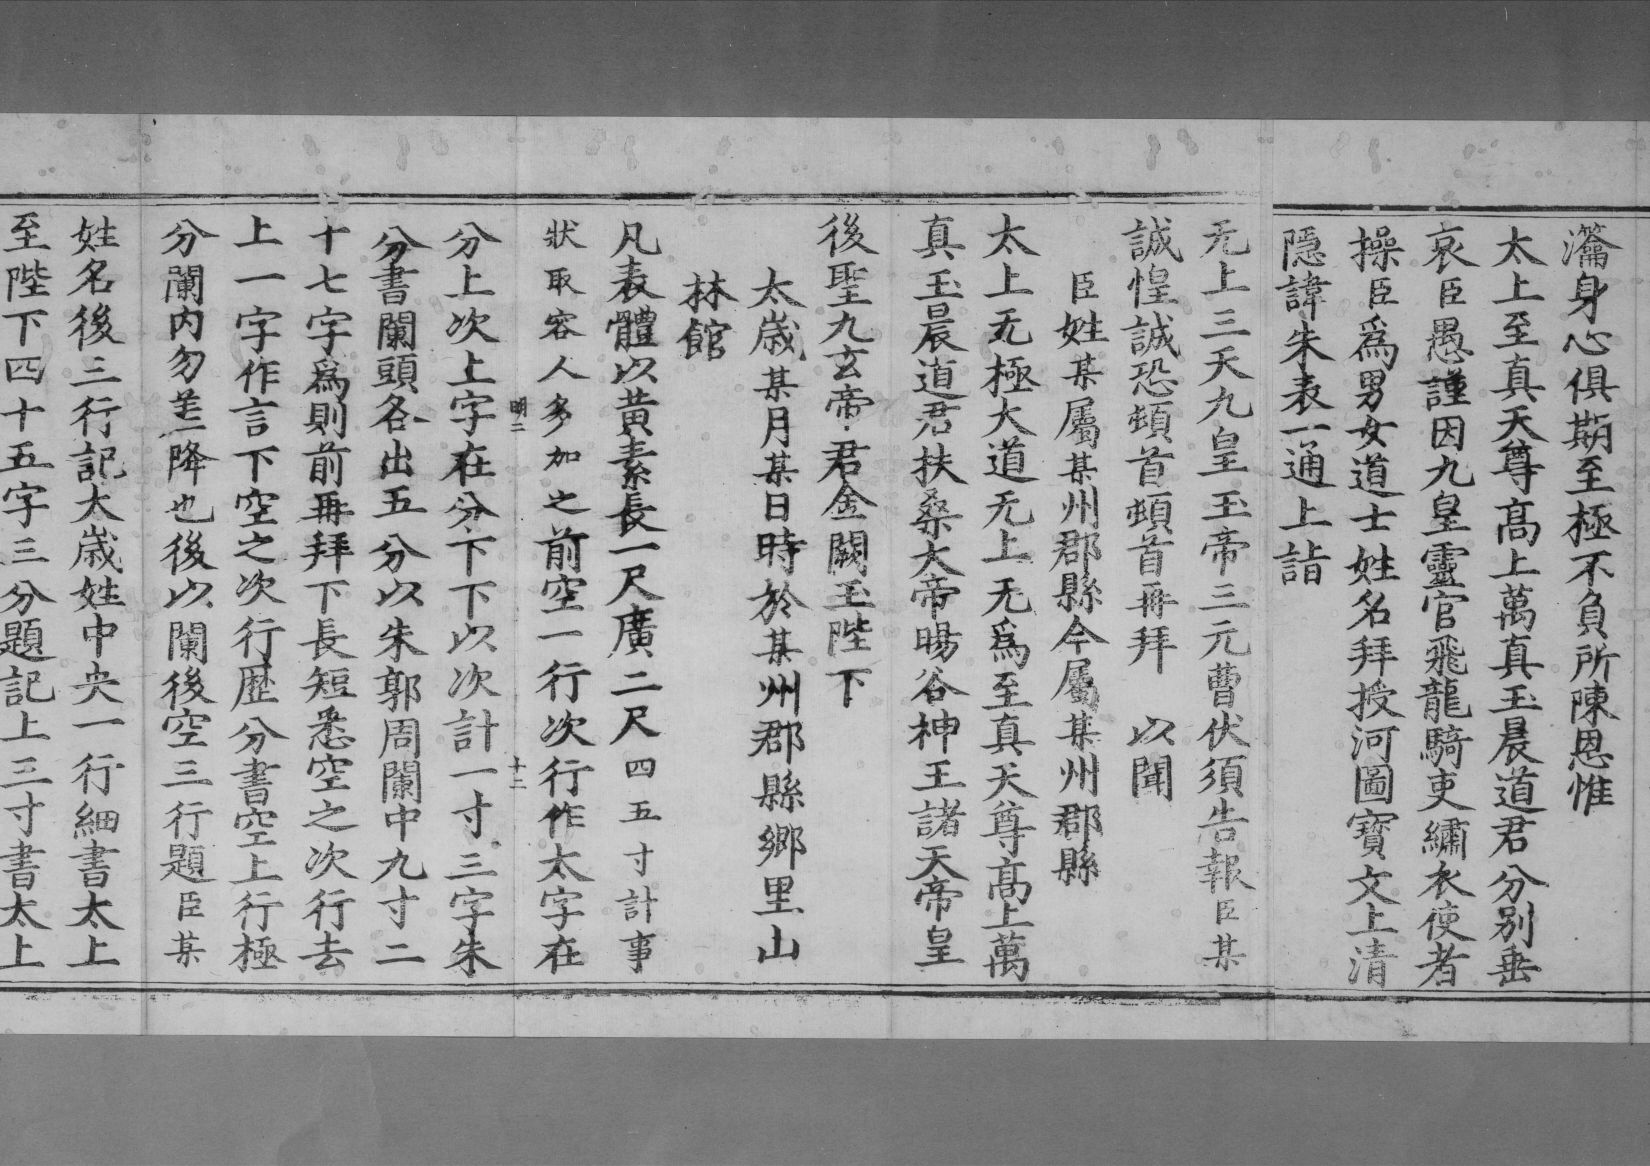 瀹身心俱期至極不負所陳恩惟
太上至真天尊高上萬真玉晨道君分別垂
哀臣愚謹因九皇靈官飛龍騎吏繡衣使者
操臣爲男女道士姓名拜授河圖寶文上清
隱諱朱表一通上詣
无上三天九皇玉帝三元曹伏須告報臣某
誠惶誠恐頓首頓首再拜　以聞
臣姓某屬某州郡縣今屬某州郡縣
太上无極大道无上无爲至真天尊高上萬
真玉晨道君扶桑大帝暘谷神王諸天帝皇
後聖九玄帝君金闕玉陛下
太歲某月某日時於某州郡縣鄉里山
林館
凡表體以黄素長一尺廣二尺四五寸計事
狀取容人多加之前空一行次行作太字在
明二　十二
分上次上字在分下下以次計一寸三字朱
分書闌頭各出五分以朱郭周闌中九寸二
十七字爲則前再拜下長短悉空之次行去
上一字作言下空之次行歷分書空上行極
分闌内勿差降也後以闌後空三行題臣某
姓名後三行記太歲姓中央一行細書太上
至陛下四十五字三分題記上三寸書太上